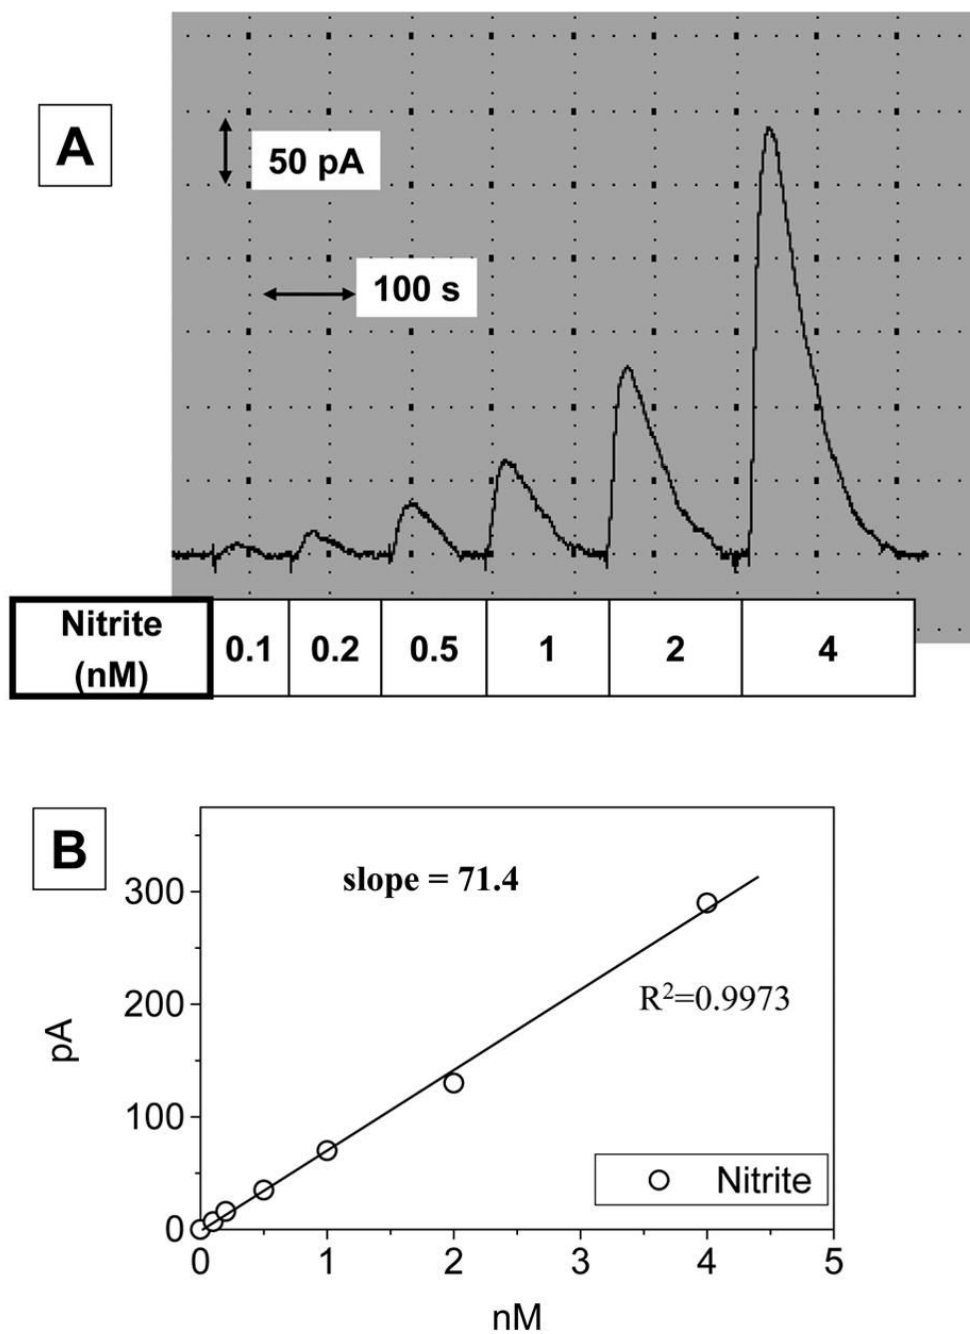 A
50 pA
100 s
Nitrite
(nM)
0.1 0.2 0.5 1 2 4
B
slope = 71.4
R²=0.9973
300
200
100
0
pA
Nitrite
0 1 2 3 4 5
nM